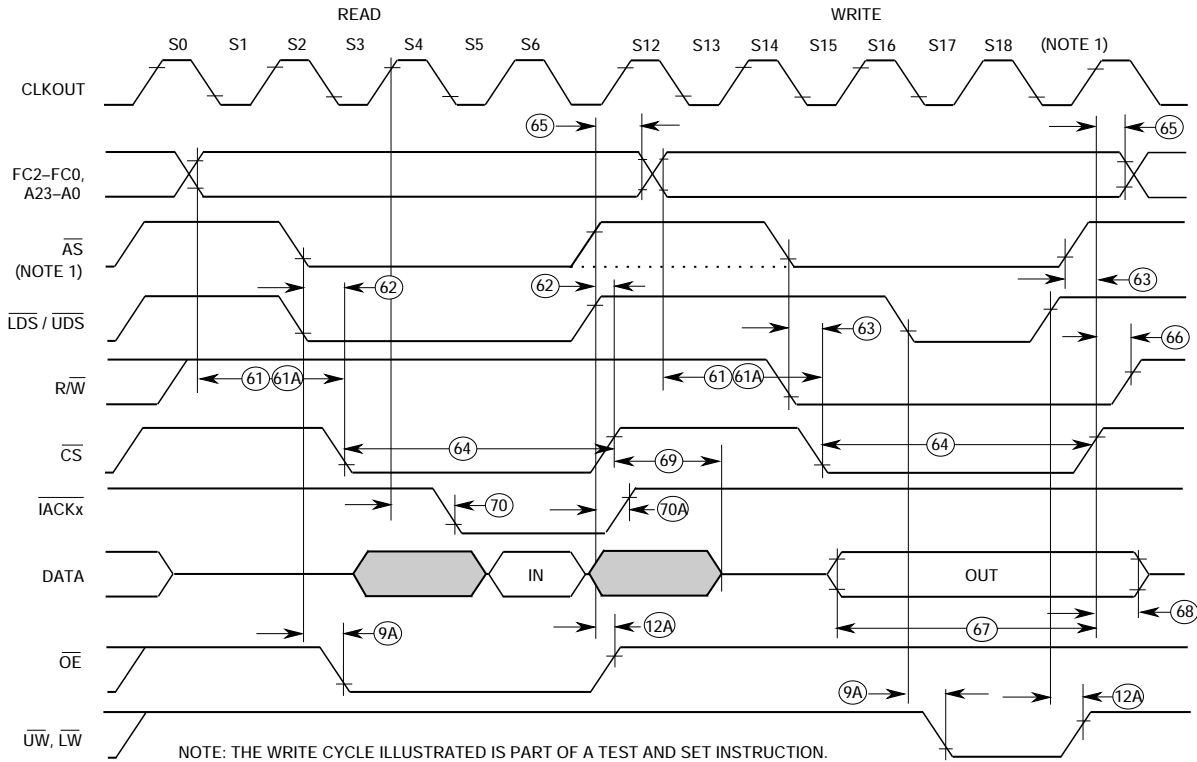 READ WRITE
S0 S1 S2 S3 S4 S5 S6 S12 S13 S14 S15 S16 S17 S18 (NOTE 1)
CLKOUT
65 65
FC2–FC0,
A23–A0
AS
(NOTE 1)
62 62 63
LDS / UDS
63 66
R/W
61 61A 61 61A
CS
64 69 64
IACKx
70 70A
DATA
IN OUT
68
67
9A 12A
OE
9A 12A
UW, LW
NOTE: THE WRITE CYCLE ILLUSTRATED IS PART OF A TEST AND SET INSTRUCTION.